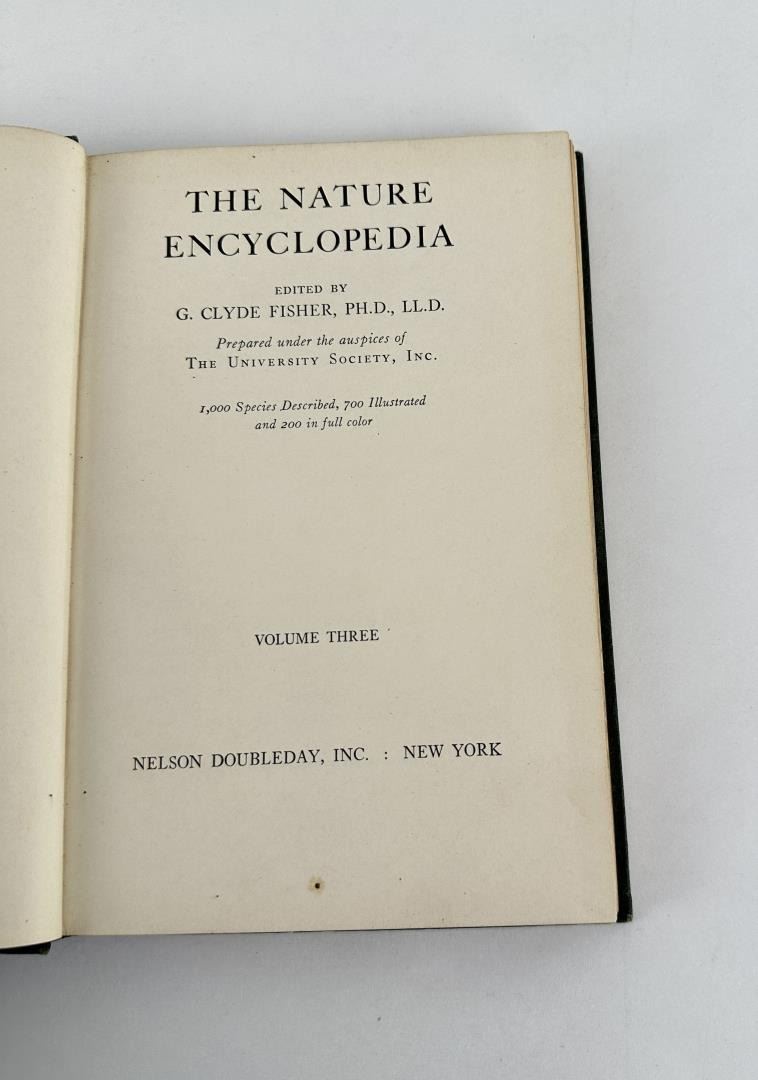 THE NATURE
ENCYCLOPEDIA
EDITED BY
G. CLYDE FISHER, PH.D., LL.D.
Prepared under the auspices of
THE UNIVERSITY SOCIETY, INC.
1,000 Species Described, 700 Illustrated
and 200 in full color
VOLUME THREE
NELSON DOUBLEDAY, INC. : NEW YORK